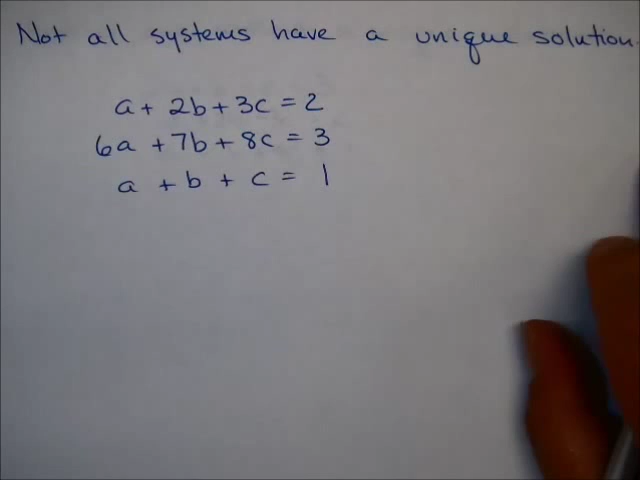 Not all systems have a unique solution.
a + 2b + 3c = 2
6a + 7b + 8c = 3
a + b + c = 1